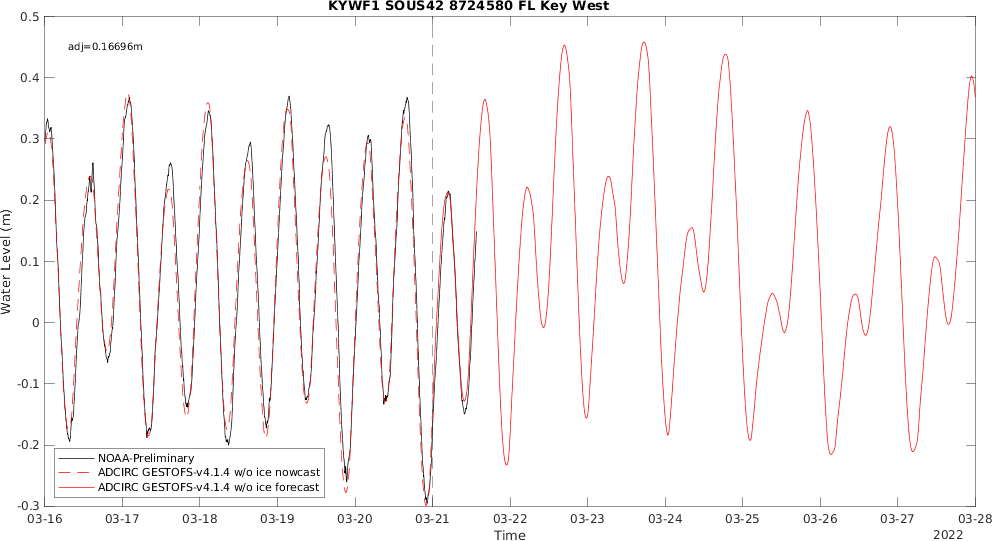 KYWF1 SOUS42 8724580 FL Key West
0.5
adj=0.16696m
0.4
0.3
0.2
0.1
0
-0.1
-0.2
-0.3
Water Level (m)
NOAA-Preliminary
ADCIRC GESTOFS-v4.1.4 w/o ice nowcast
ADCIRC GESTOFS-v4.1.4 w/o ice forecast
03-16 03-17 03-18 03-19 03-20 03-21 03-22 03-23 03-24 03-25 03-26 03-27 03-28
Time
2022